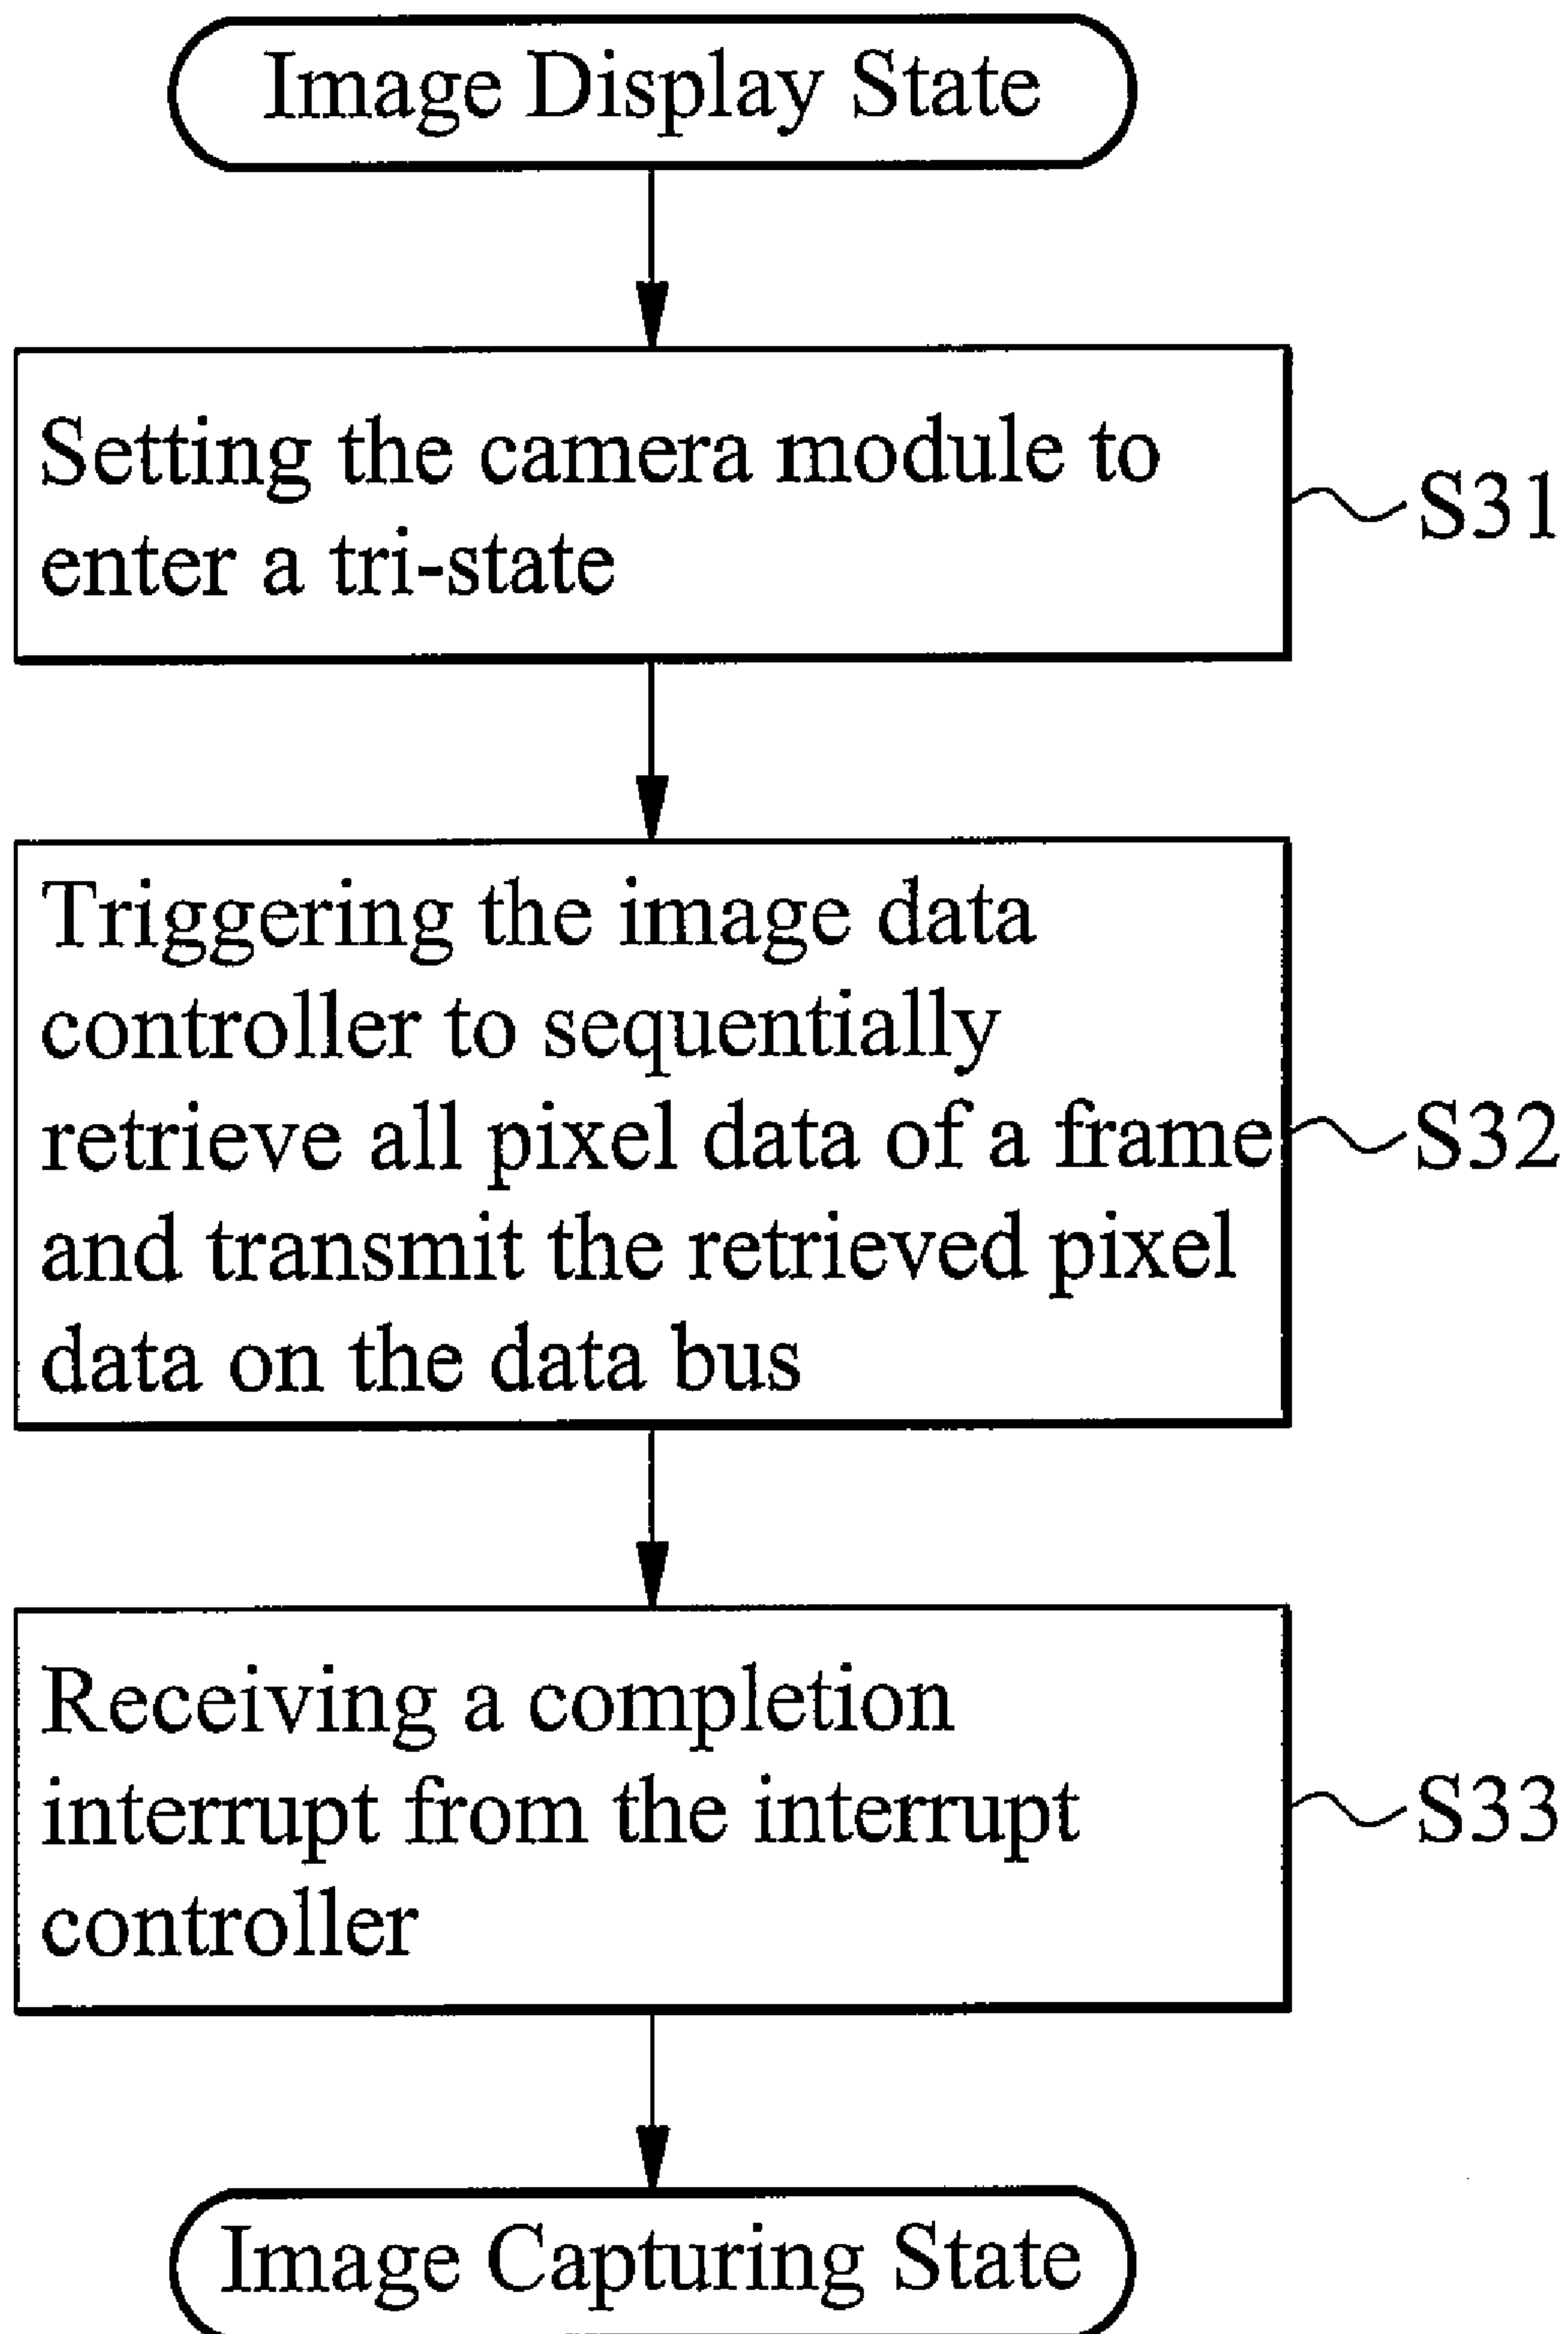 Image Display State
Setting the camera module to
enter a tri-state
S31
Triggering the image data
controller to sequentially
retrieve all pixel data of a frame
and transmit the retrieved pixel
data on the data bus
S32
Receiving a completion
interrupt from the interrupt
controller
S33
Image Capturing State